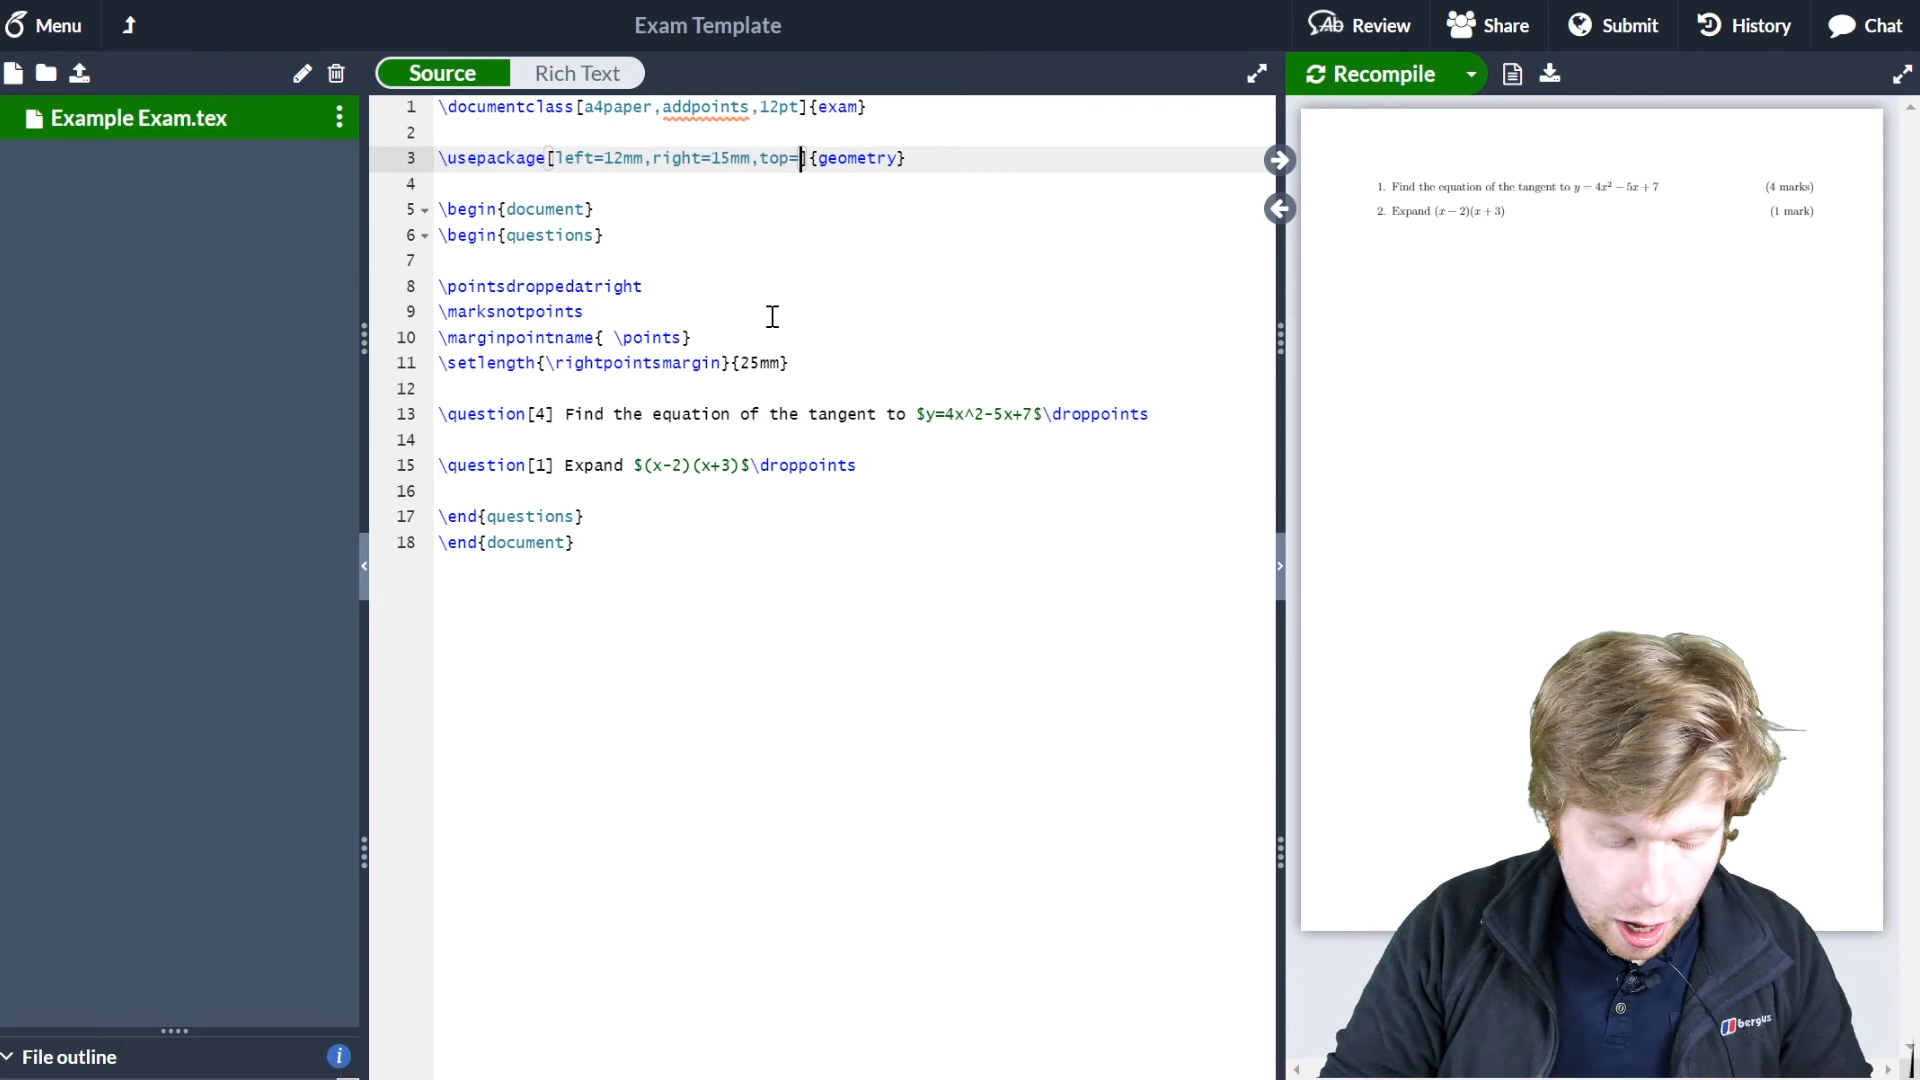 Menu
Exam Template
Review
Share
Submit
History
Chat
Source
Rich Text
Recompile
Example Exam.tex
1 \documentclass[a4paper,addpoints,12pt]{exam}
2
3 \usepackage[left=12mm,right=15mm,top=]{geometry}
4
5 \begin{document}
6 \begin{questions}
7
8 \pointsdroppedatright
9 \marksnotpoints
10 \marginpointname{ \points}
11 \setlength{\rightpointsmargin}{25mm}
12
13 \question[4] Find the equation of the tangent to $y=4x^2-5x+7$\droppoints
14
15 \question[1] Expand $(x-2)(x+3)$\droppoints
16
17 \end{questions}
18 \end{document}
1. Find the equation of the tangent to y = 4x² − 5x + 7 (4 marks)
2. Expand (x − 2)(x + 3) (1 mark)
bergus
File outline
i